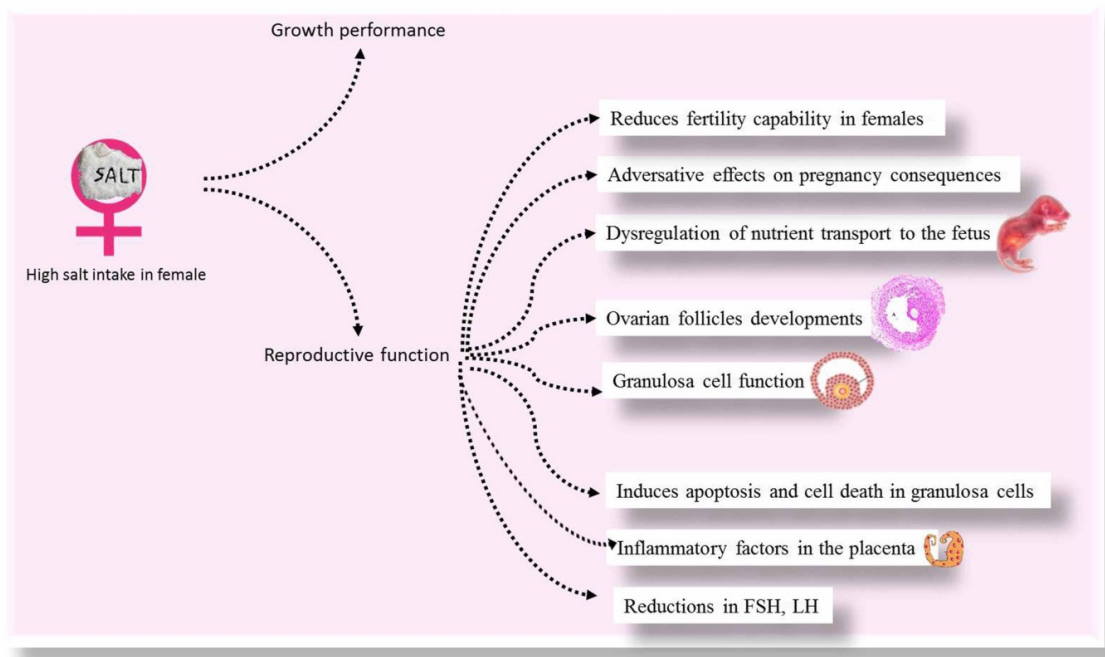 Growth performance
SALT
High salt intake in female
Reproductive function
Reduces fertility capability in females
Adversative effects on pregnancy consequences
Dysregulation of nutrient transport to the fetus
Ovarian follicles developments
Granulosa cell function
Induces apoptosis and cell death in granulosa cells
Inflammatory factors in the placenta
Reductions in FSH, LH